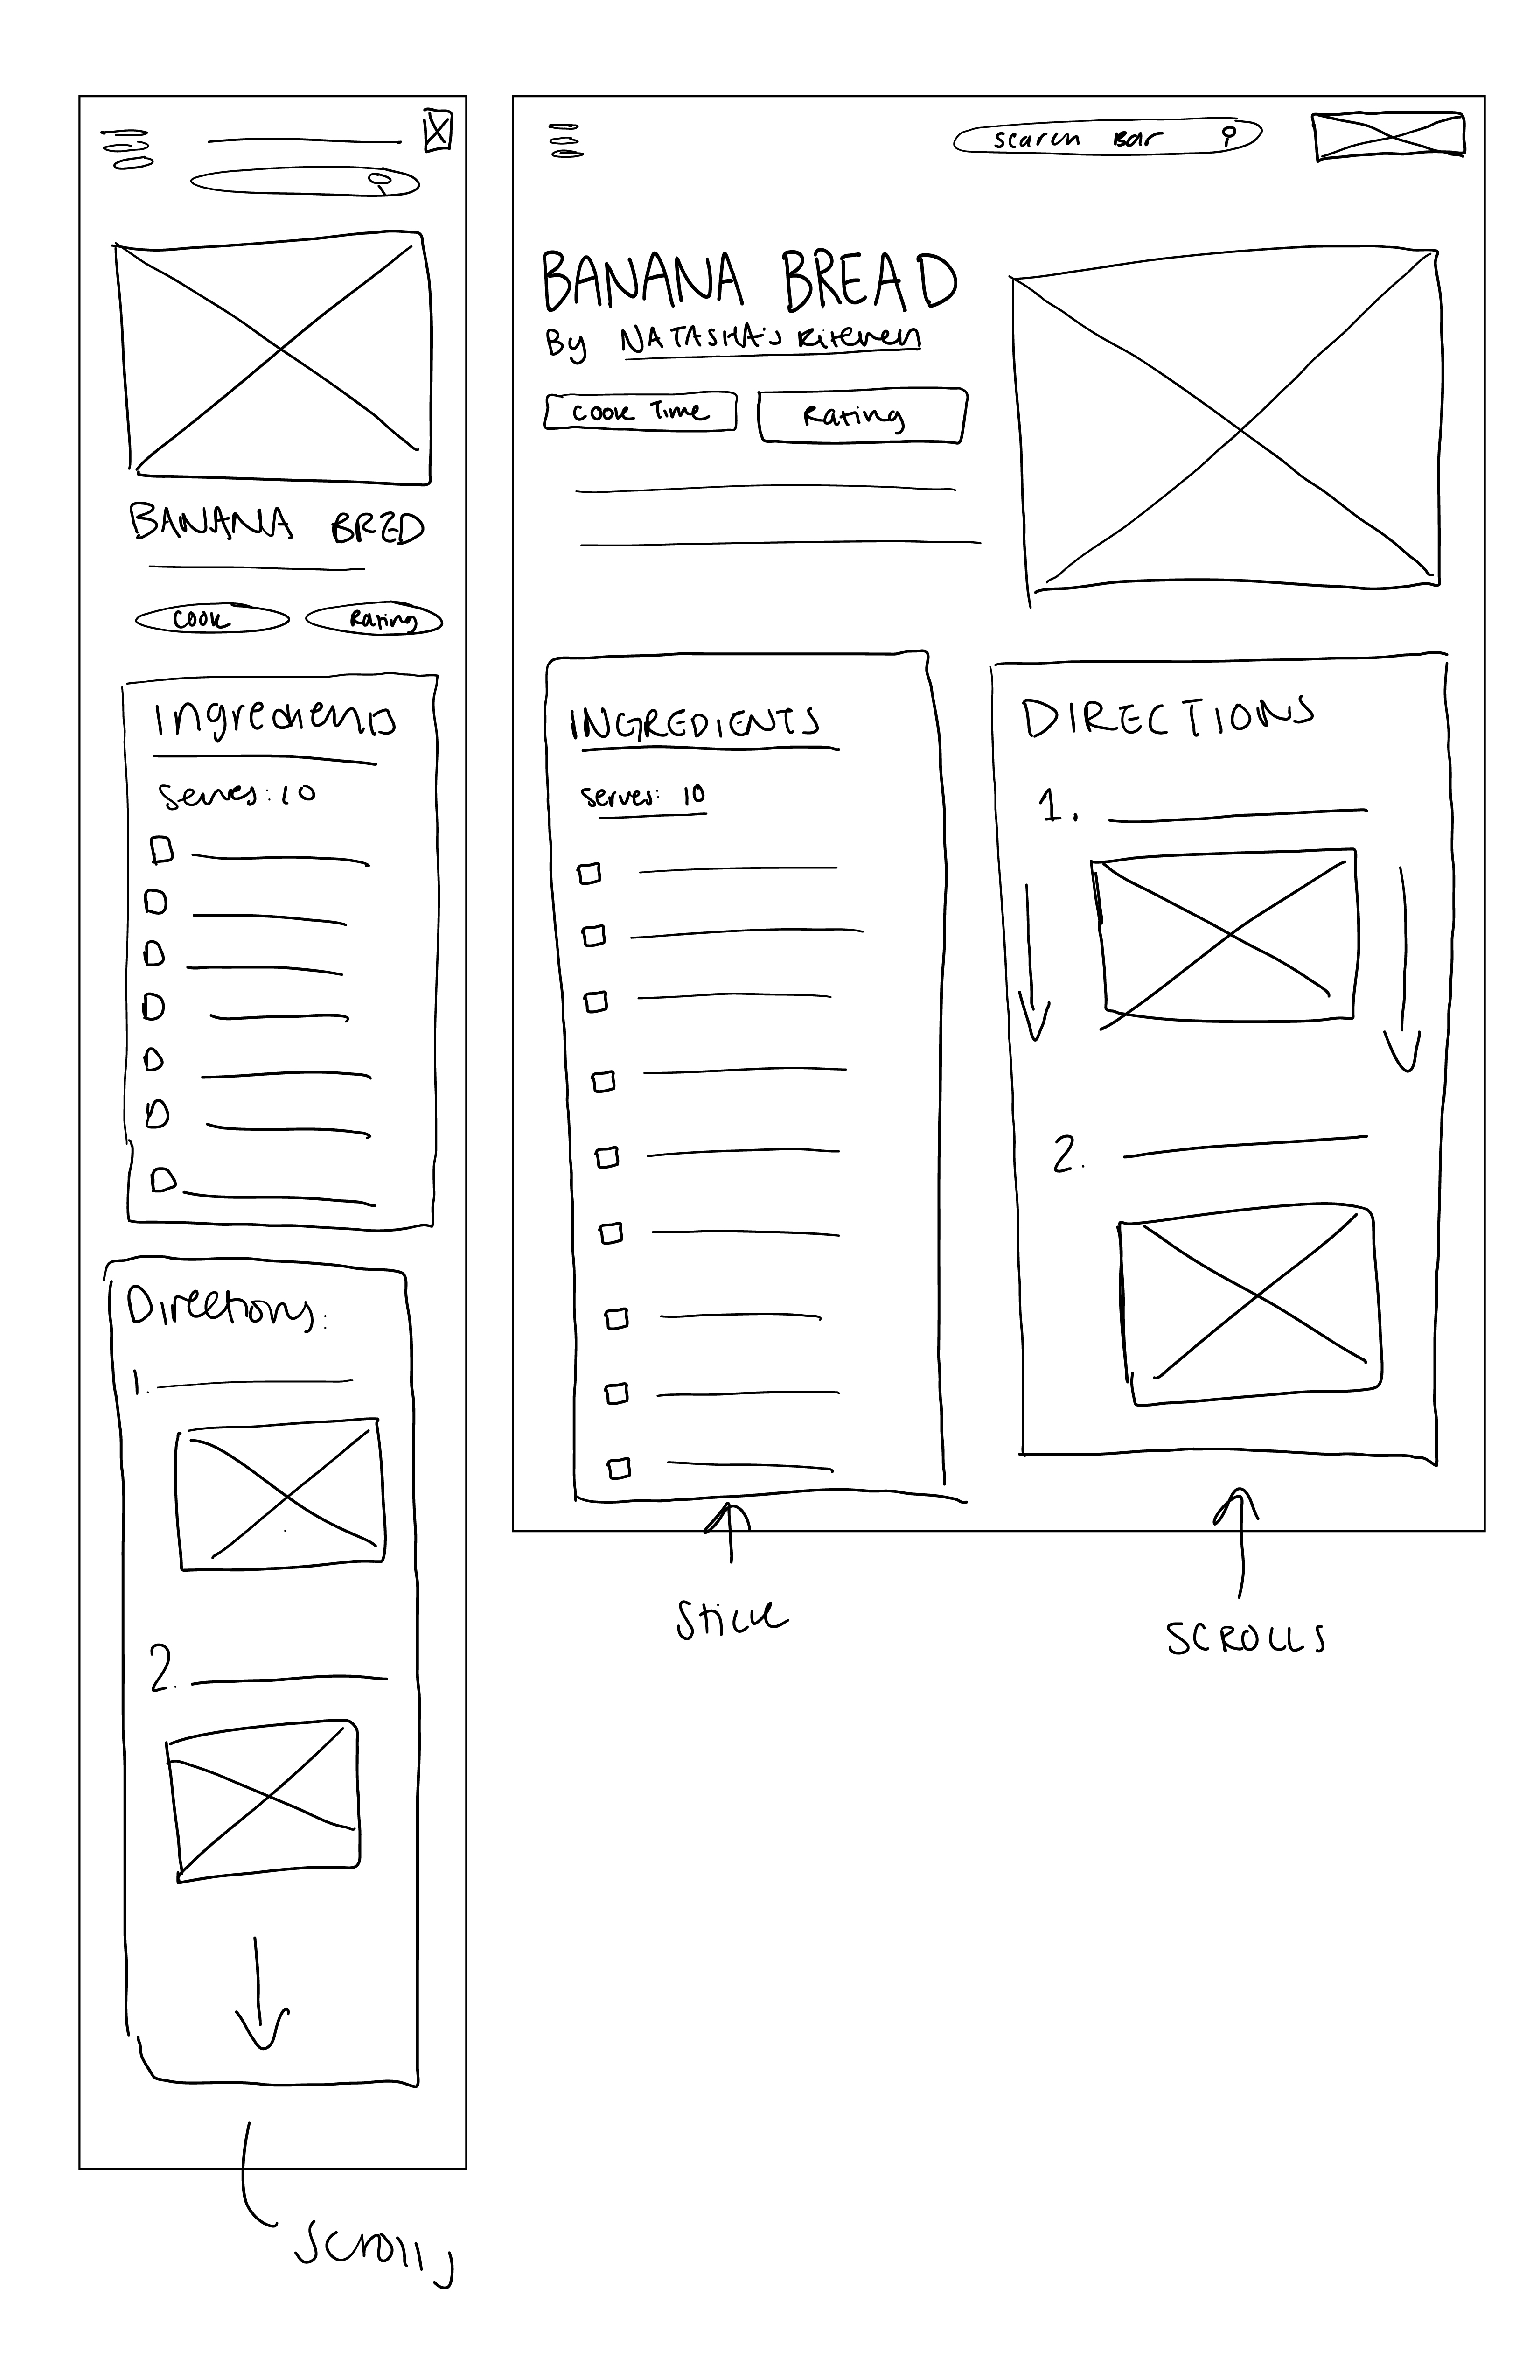 BANANA BRED
Cook
Rating
Ingredients
Serves: 10
Directions:
1.
2.
Scrolls
search Bar
BANANA BREAD
By NATASHA's Kitchen
Cook Time
Rating
INGREDIENTS
Serves: 10
DIRECTIONS
1.
2.
SCROLLS